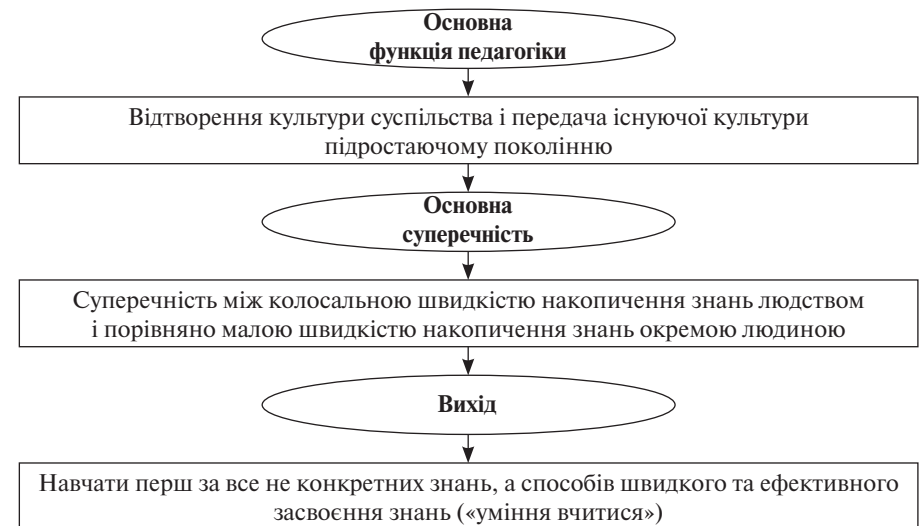 Основна
функція педагогіки
Відтворення культури суспільства і передача існуючої культури
підростаючому поколінню
Основна
суперечність
Суперечність між колосальною швидкістю накопичення знань людством
і порівняно малою швидкістю накопичення знань окремою людиною
Вихід
Навчати перш за все не конкретних знань, а способів швидкого та ефективного
засвоєння знань («уміння вчитися»)